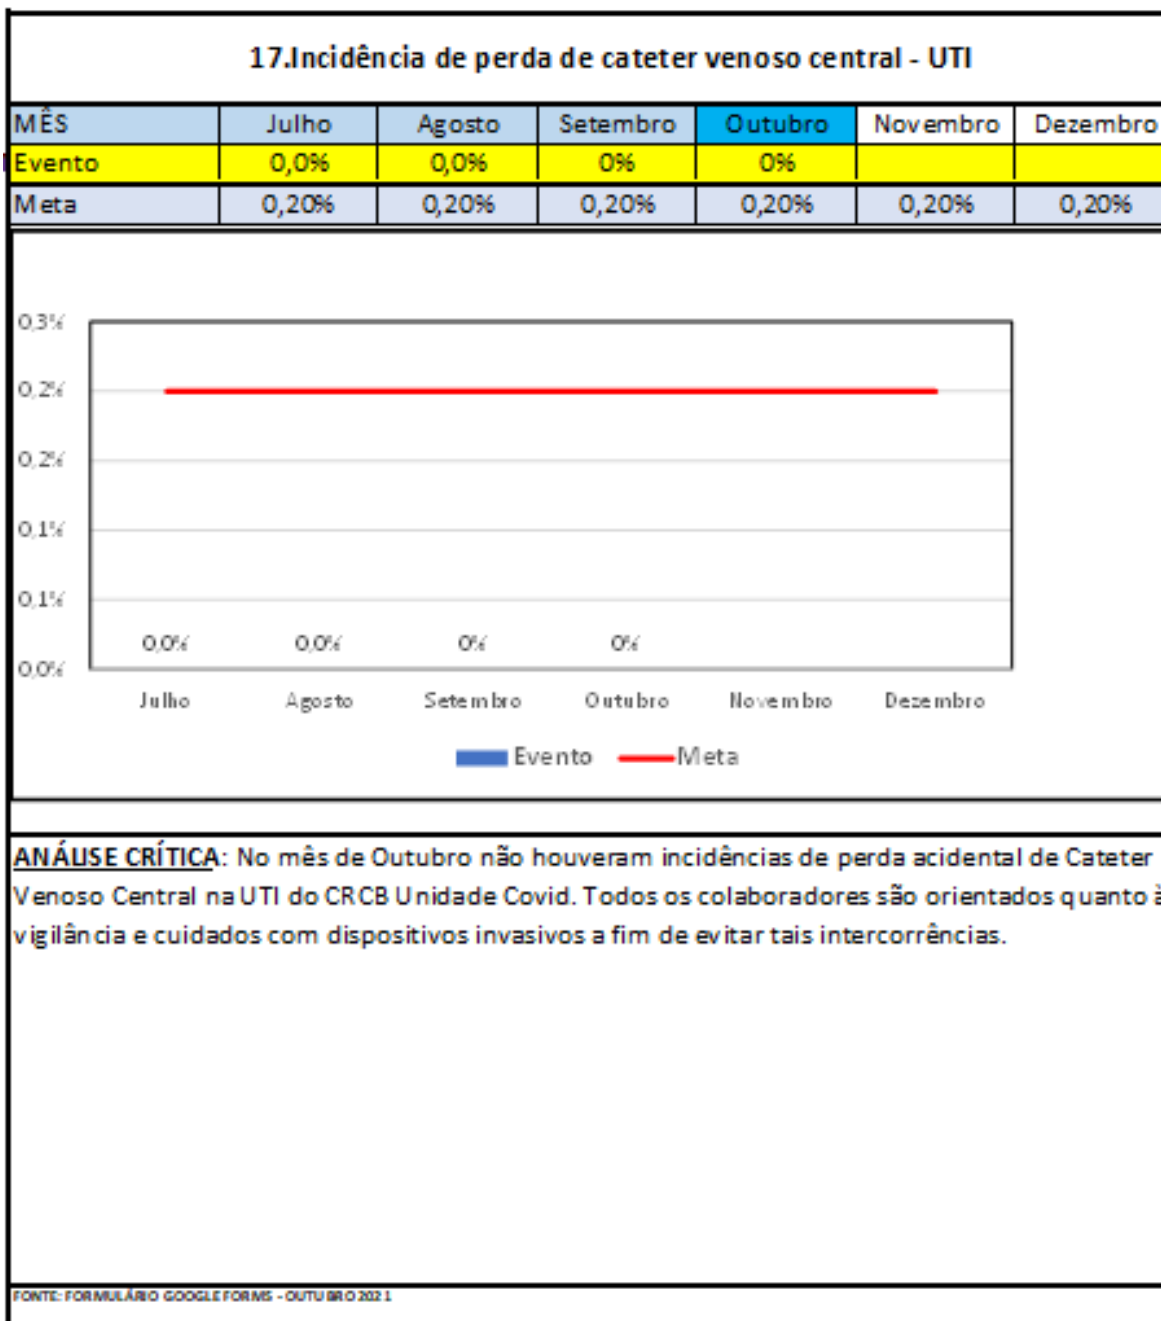 17.Incidência de perda de cateter venoso central - UTI
MÊS Julho Agosto Setembro Outubro Novembro Dezembro
Evento 0,0% 0,0% 0% 0%
Meta 0,20% 0,20% 0,20% 0,20% 0,20% 0,20%
0,3%
0,2%
0,2%
0,1%
0,1%
0,0% 0,0% 0% 0%
0,0%
Julho Agosto Setembro Outubro Novembro Dezembro
Evento Meta
ANÁLISE CRÍTICA: No mês de Outubro não houveram incidências de perda acidental de Cateter
Venoso Central na UTI do CRCB Unidade Covid. Todos os colaboradores são orientados quanto à
vigilância e cuidados com dispositivos invasivos a fim de evitar tais intercorrências.
FONTE: FORMULÁRIO GOOGLE FORMS - OUTUBRO 2021